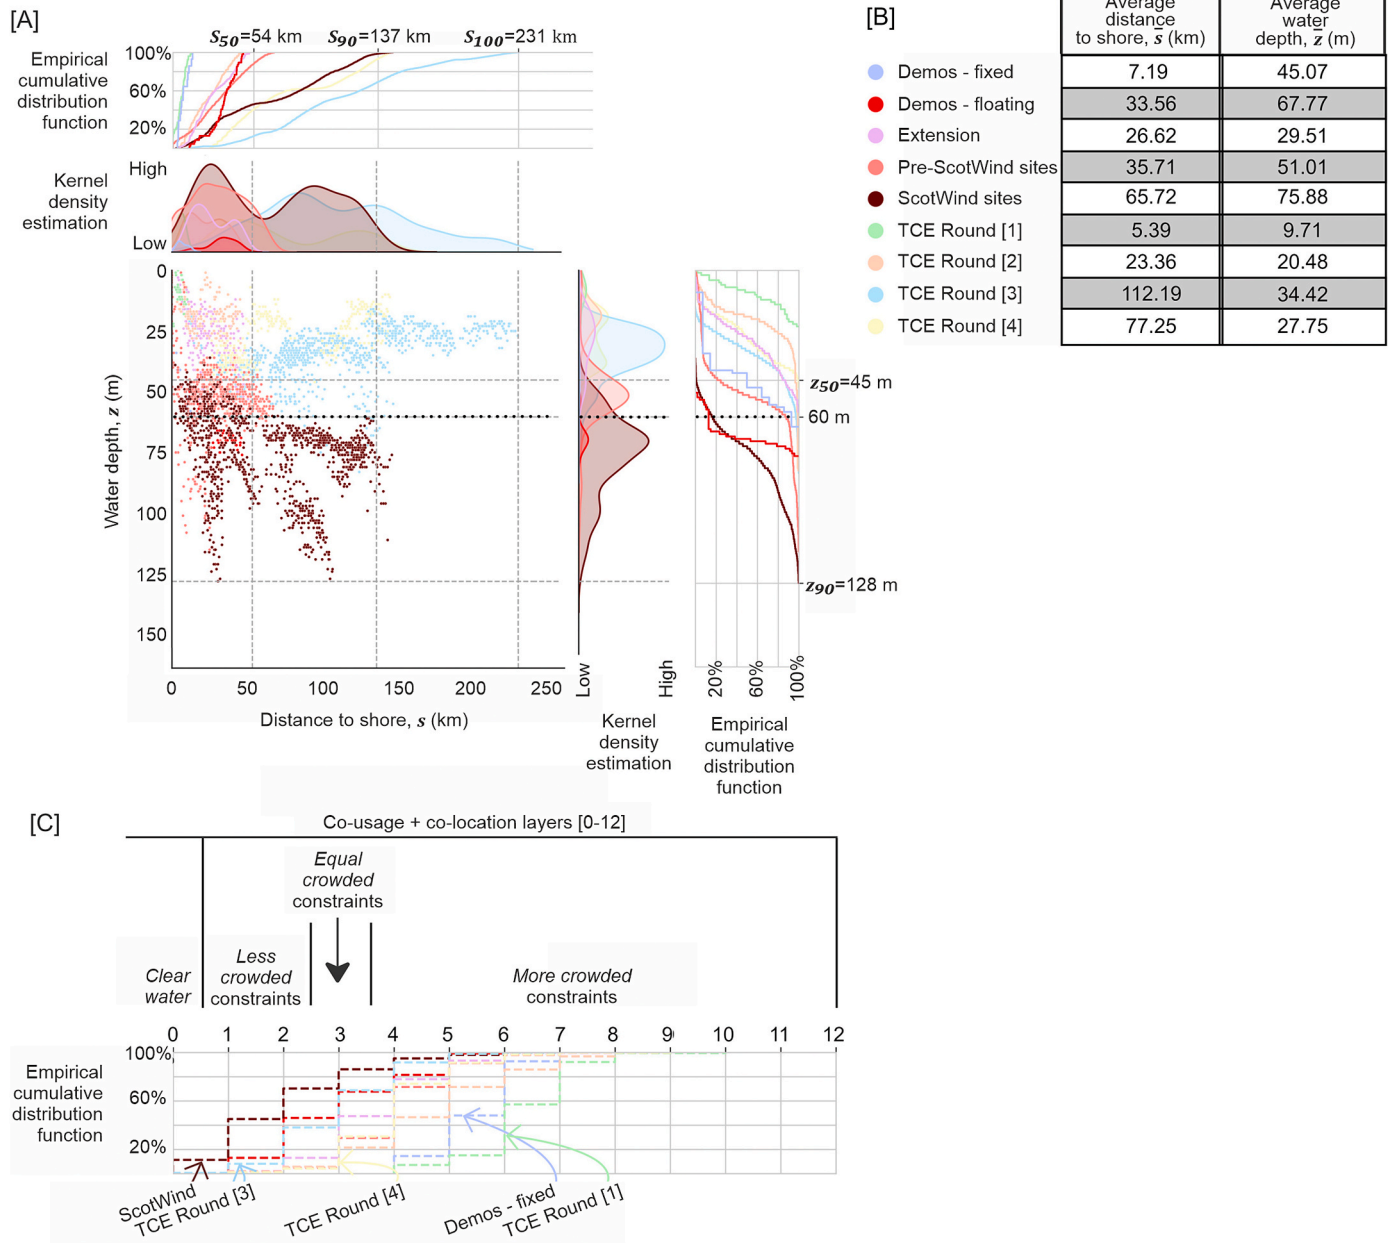 [A]
S50=54 km S90=137 km S100=231 km
Empirical
cumulative
distribution
function
100%
60%
20%
Kernel
density
estimation
High
Low
Water depth, z (m)
0
25
50
75
100
125
150
0 50 100 150 200 250
Distance to shore, s (km)
Low High
Kernel
density
estimation
z50=45 m
60 m
z90=128 m
20% 60% 100%
Empirical
cumulative
distribution
function
[B]
Average
distance
to shore, s̄ (km)
Average
water
depth, z̄ (m)
Demos - fixed 7.19 45.07
Demos - floating 33.56 67.77
Extension 26.62 29.51
Pre-ScotWind sites 35.71 51.01
ScotWind sites 65.72 75.88
TCE Round [1] 5.39 9.71
TCE Round [2] 23.36 20.48
TCE Round [3] 112.19 34.42
TCE Round [4] 77.25 27.75
[C]
Co-usage + co-location layers [0-12]
Equal
crowded
constraints
Clear
water
Less
crowded
constraints
More crowded
constraints
0 1 2 3 4 5 6 7 8 9 10 11 12
Empirical
cumulative
distribution
function
100%
60%
20%
ScotWind
TCE Round [3]
TCE Round [4]
Demos - fixed
TCE Round [1]